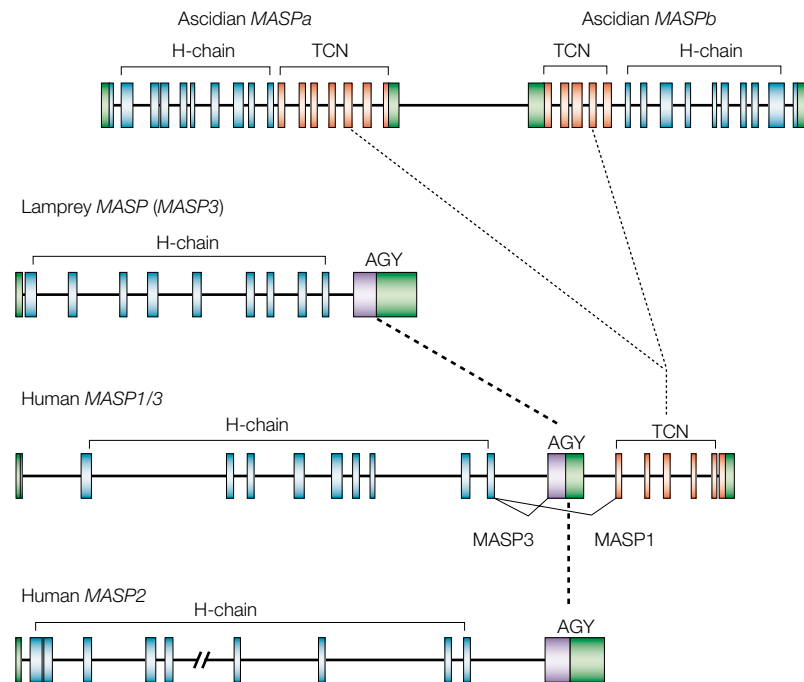 Ascidian MASPa
Ascidian MASPb
H-chain
TCN
TCN
H-chain
Lamprey MASP (MASP3)
H-chain
AGY
Human MASP1/3
H-chain
AGY
TCN
MASP3
MASP1
Human MASP2
H-chain
AGY